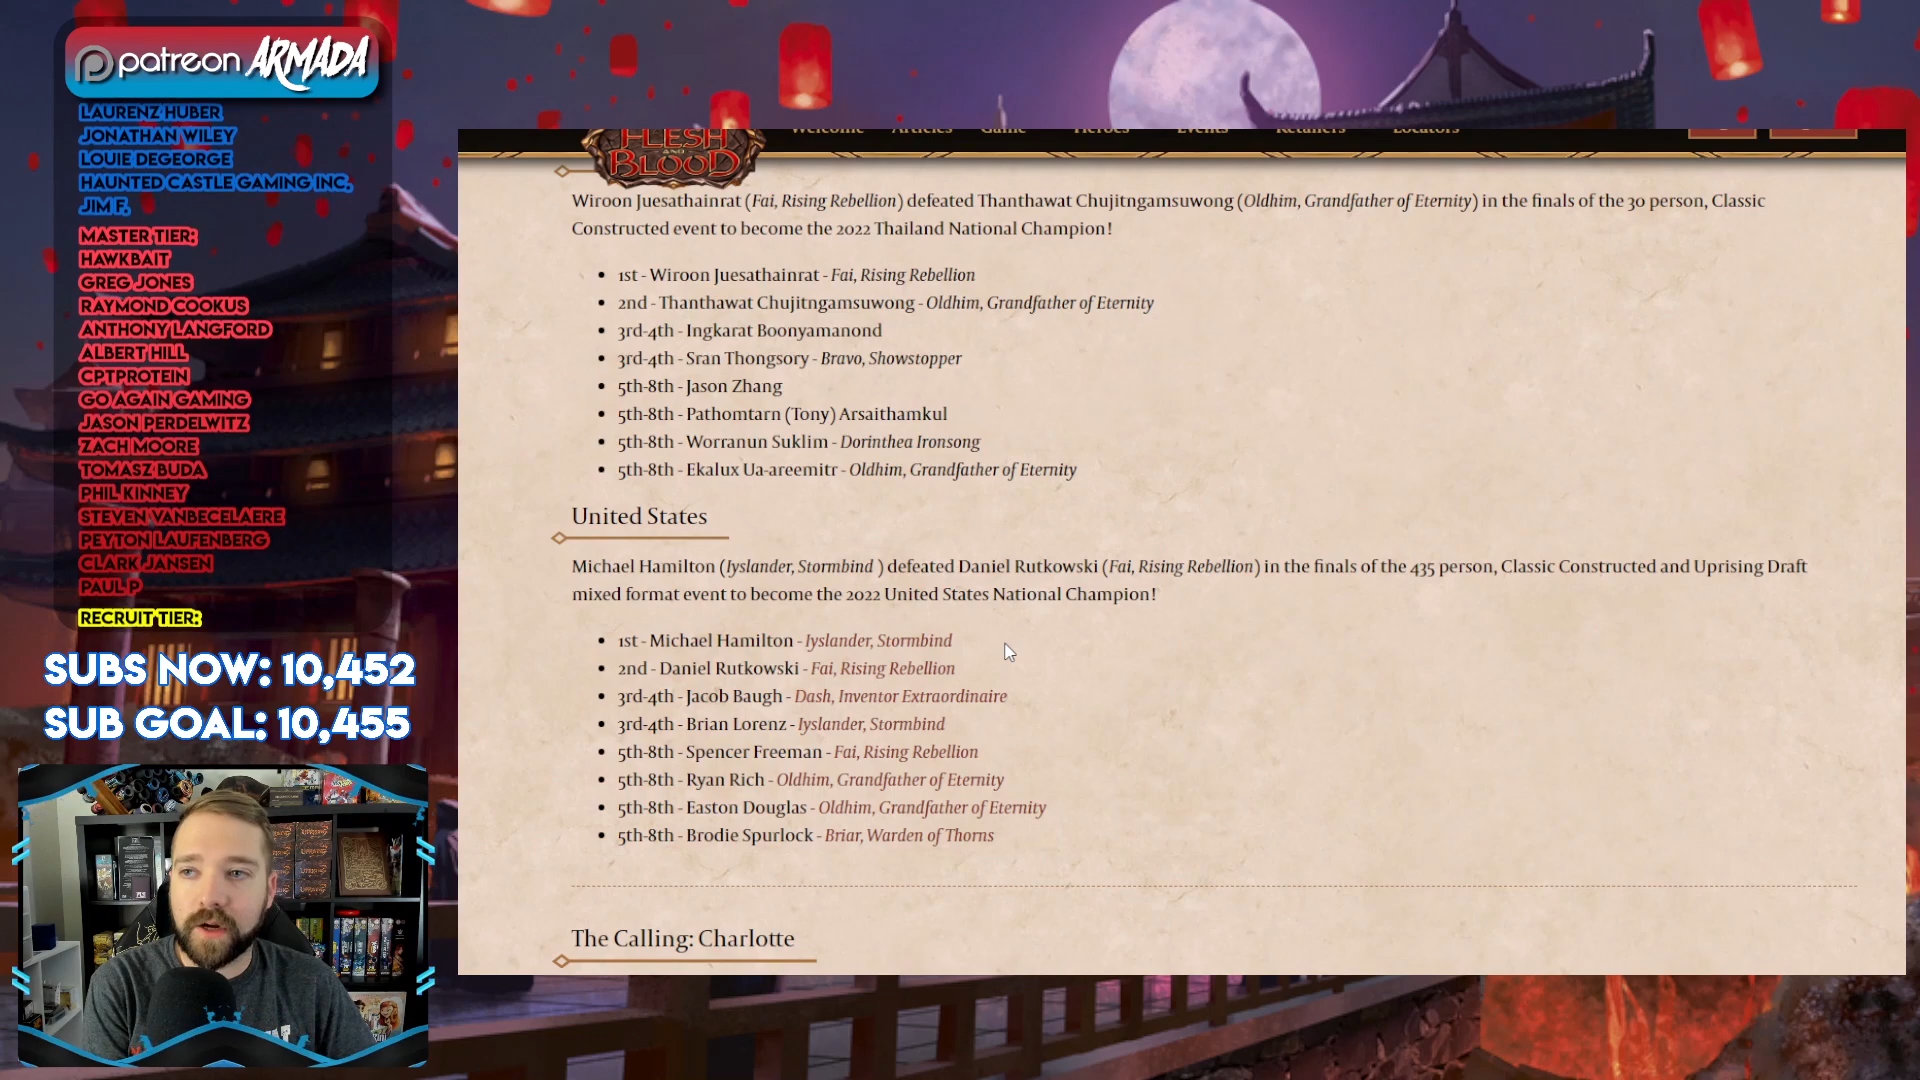 patreon ARMADA
LAURENZ HUBER
JONATHAN WILEY
LOUIE DEGEORGE
HAUNTED CASTLE GAMING INC.
JIM F.
MASTER TIER:
HAWKBAIT
GREG JONES
RAYMOND COOKUS
ANTHONY LANGFORD
ALBERT HILL
CPTPROTEIN
GO AGAIN GAMING
JASON PERDELWITZ
ZACH MOORE
TOMASZ BUDA
PHIL KINNEY
STEVEN VANBECELAERE
PEYTON LAUFENBERG
CLARK JANSEN
PAUL P
RECRUIT TIER:
SUBS NOW: 10,452
SUB GOAL: 10,455
FLESH AND BLOOD
Welcome Articles Game Heroes Events Retailers Locators
Wiroon Juesathainrat (Fai, Rising Rebellion) defeated Thanthawat Chujitngamsuwong (Oldhim, Grandfather of Eternity) in the finals of the 30 person, Classic
Constructed event to become the 2022 Thailand National Champion!
• 1st - Wiroon Juesathainrat - Fai, Rising Rebellion
• 2nd - Thanthawat Chujitngamsuwong - Oldhim, Grandfather of Eternity
• 3rd-4th - Ingkarat Boonyamanond
• 3rd-4th - Sran Thongsory - Bravo, Showstopper
• 5th-8th - Jason Zhang
• 5th-8th - Pathomtarn (Tony) Arsaithamkul
• 5th-8th - Worranun Suklim - Dorinthea Ironsong
• 5th-8th - Ekalux Ua-areemitr - Oldhim, Grandfather of Eternity
United States
Michael Hamilton (Iyslander, Stormbind ) defeated Daniel Rutkowski (Fai, Rising Rebellion) in the finals of the 435 person, Classic Constructed and Uprising Draft
mixed format event to become the 2022 United States National Champion!
• 1st - Michael Hamilton - Iyslander, Stormbind
• 2nd - Daniel Rutkowski - Fai, Rising Rebellion
• 3rd-4th - Jacob Baugh - Dash, Inventor Extraordinaire
• 3rd-4th - Brian Lorenz - Iyslander, Stormbind
• 5th-8th - Spencer Freeman - Fai, Rising Rebellion
• 5th-8th - Ryan Rich - Oldhim, Grandfather of Eternity
• 5th-8th - Easton Douglas - Oldhim, Grandfather of Eternity
• 5th-8th - Brodie Spurlock - Briar, Warden of Thorns
The Calling: Charlotte